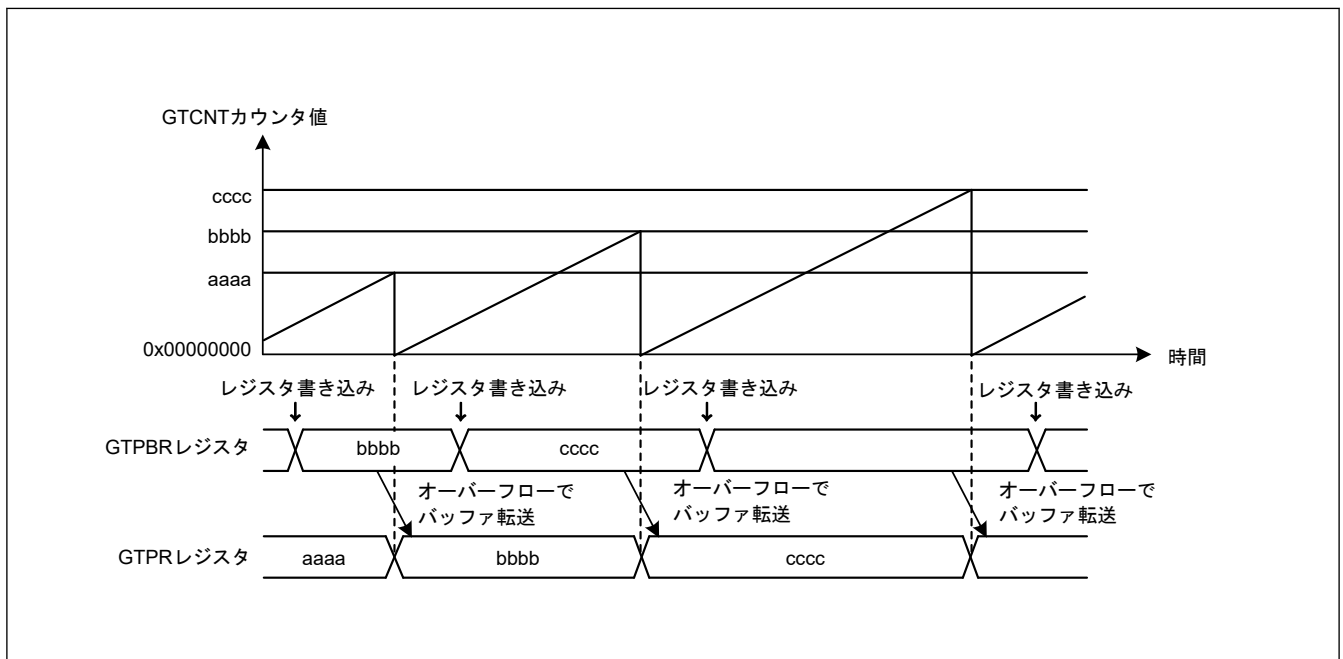 GTCNTカウンタ値
cccc
bbbb
aaaa
0x00000000
時間
レジスタ書き込み レジスタ書き込み レジスタ書き込み レジスタ書き込み
GTPBRレジスタ bbbb cccc
オーバーフローで オーバーフローで オーバーフローで
バッファ転送 バッファ転送 バッファ転送
GTPRレジスタ aaaa bbbb cccc